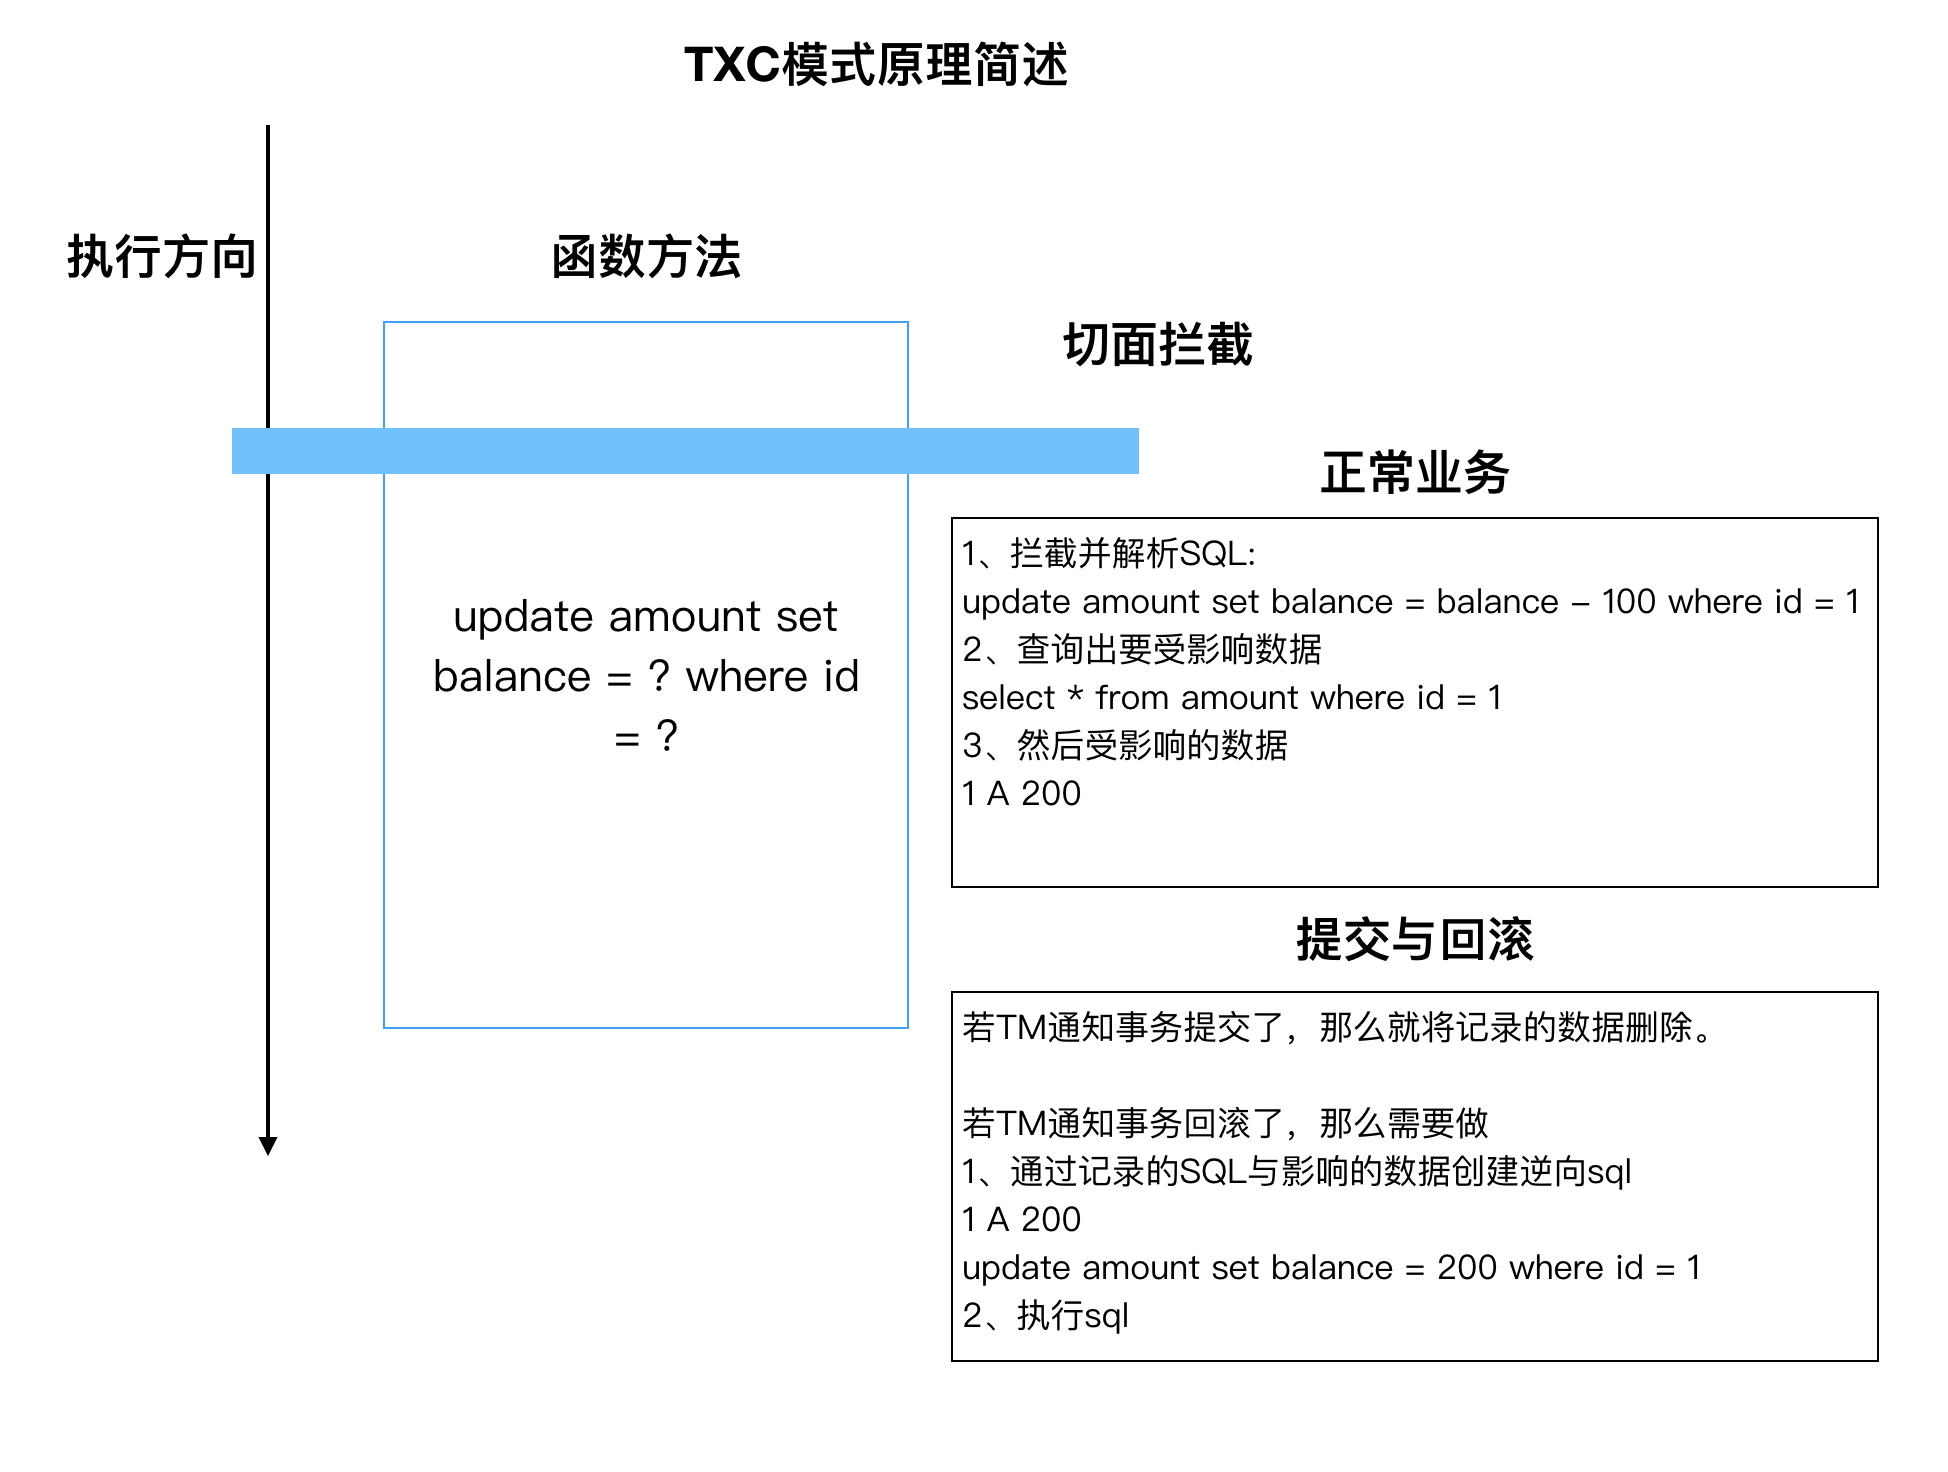 TXC模式原理简述
执行方向
函数方法
切面拦截
update amount set
balance = ? where id
= ?
正常业务
1、拦截并解析SQL:
update amount set balance = balance – 100 where id = 1
2、查询出要受影响数据
select * from amount where id = 1
3、然后受影响的数据
1 A 200
提交与回滚
若TM通知事务提交了，那么就将记录的数据删除。
若TM通知事务回滚了，那么需要做
1、通过记录的SQL与影响的数据创建逆向sql
1 A 200
update amount set balance = 200 where id = 1
2、执行sql